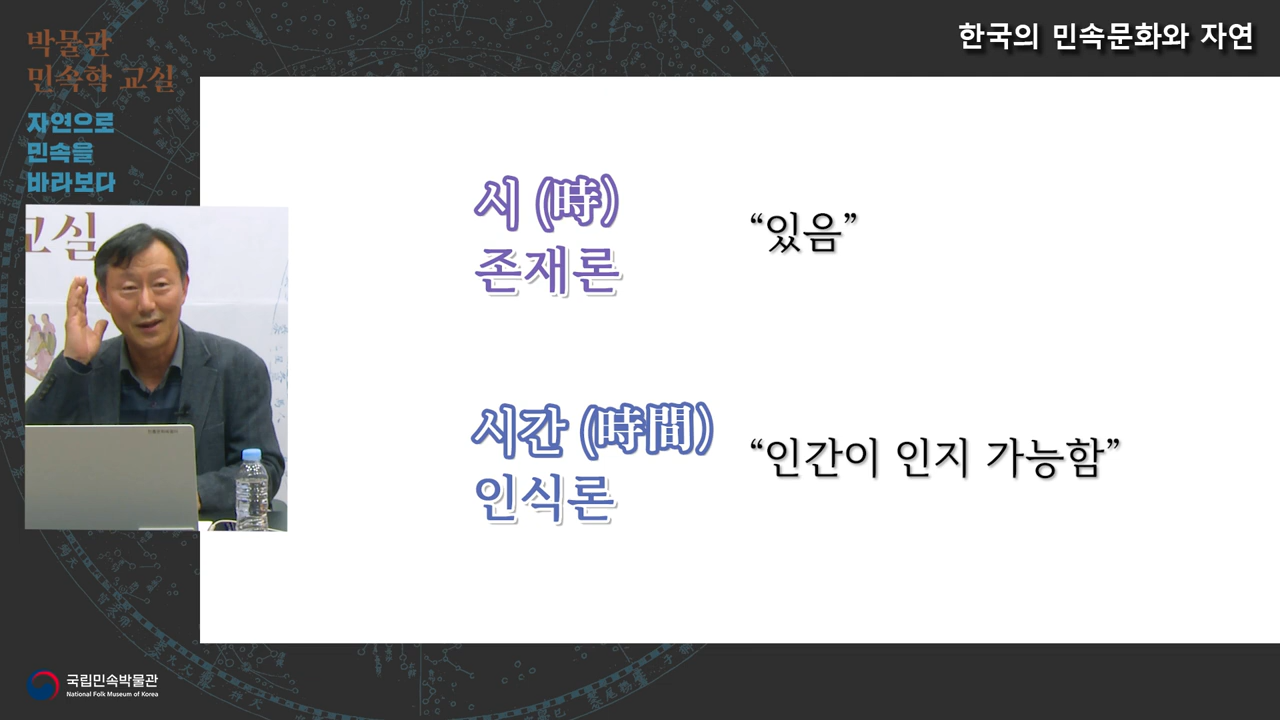 한국의 민속문화와 자연
박물관
민속학 교실
자연으로
민속을
바라보다
교실
시 (時)
존재론
“있음”
시간 (時間)
인식론
“인간이 인지 가능함”
국립민속박물관
National Folk Museum of Korea